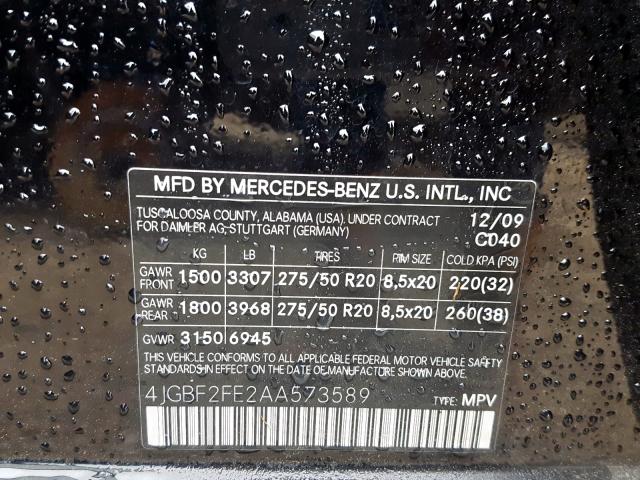 MFD BY MERCEDES-BENZ U.S. INTL., INC
TUSCALOOSA COUNTY, ALABAMA (USA), UNDER CONTRACT 12/09
FOR DAIMLER AG, STUTTGART (GERMANY) C040
KG LB TIRES RIM SIZE COLD KPA (PSI)
GAWR FRONT 1500 3307 275/50 R20 8,5x20 220(32)
GAWR REAR 1800 3968 275/50 R20 8,5x20 260(38)
GVWR 3150 6945
THIS VEHICLE CONFORMS TO ALL APPLICABLE FEDERAL MOTOR VEHICLE SAFETY
STANDARDS IN EFFECT ON THE DATE OF MANUFACTURE SHOWN ABOVE.
4JGBF2FE2AA573589 TYPE: MPV